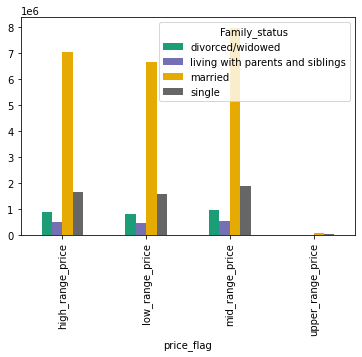 1e6
8
7
6
5
4
3
2
1
0
Family_status
divorced/widowed
living with parents and siblings
married
single
high_range_price
low_range_price
mid_range_price
upper_range_price
price_flag